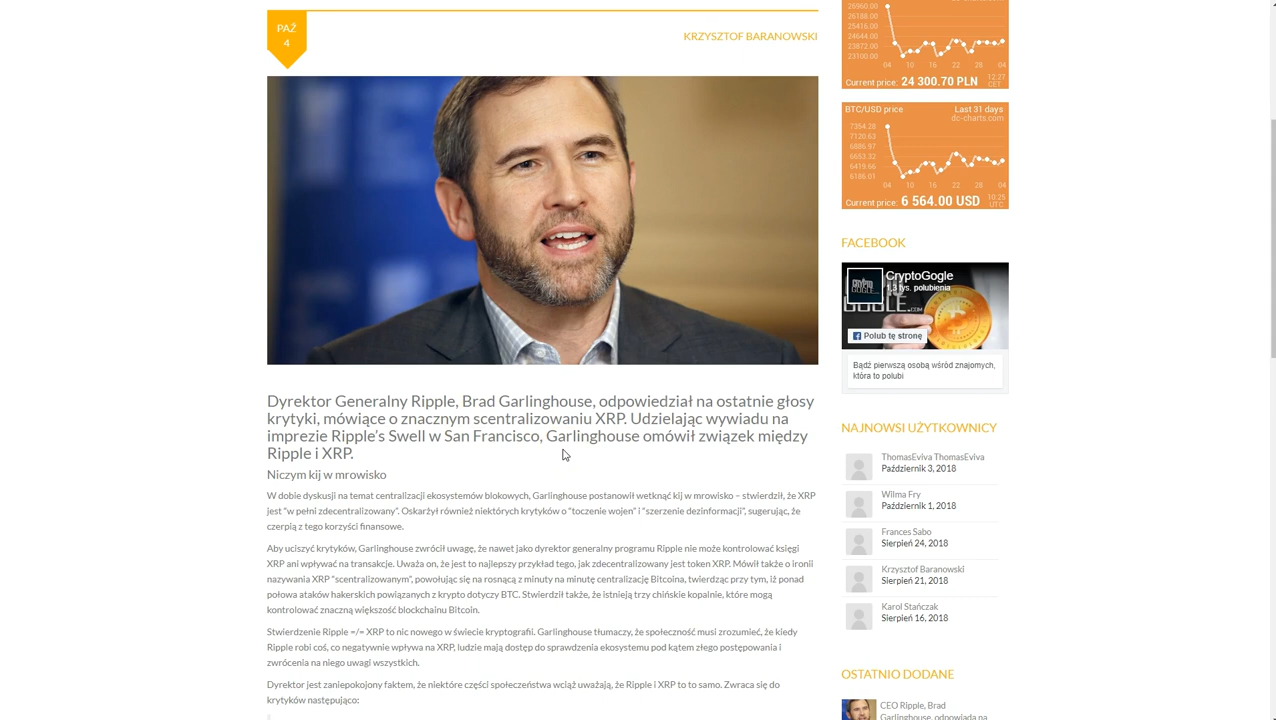 PAŹ
4
KRZYSZTOF BARANOWSKI
Dyrektor Generalny Ripple, Brad Garlinghouse, odpowiedział na ostatnie głosy
krytyki, mówiące o znacznym scentralizowaniu XRP. Udzielając wywiadu na
imprezie Ripple’s Swell w San Francisco, Garlinghouse omówił związek między
Ripple i XRP.
Niczym kij w mrowisko
W dobie dyskusji na temat centralizacji ekosystemów blokowych, Garlinghouse postanowił wetknąć kij w mrowisko – stwierdził, że XRP
jest “w pełni zdecentralizowany”. Oskarżył również niektórych krytyków o “toczenie wojen” i “szerzenie dezinformacji”, sugerując, że
czerpią z tego korzyści finansowe.
Aby uciszyć krytyków, Garlinghouse zwrócił uwagę, że nawet jako dyrektor generalny programu Ripple nie może kontrolować księgi
XRP ani wpływać na transakcje. Uważa on, że jest to najlepszy przykład tego, jak zdecentralizowany jest token XRP. Mówił także o ironii
nazywania XRP “scentralizowanym”, powołując się na rosnącą z minuty na minutę centralizację Bitcoina, twierdząc przy tym, iż ponad
połowa ataków hakerskich powiązanych z krypto dotyczy BTC. Stwierdził także, że istnieją trzy chińskie kopalnie, które mogą
kontrolować znaczną większość blockchainu Bitcoin.
Stwierdzenie Ripple =/= XRP to nic nowego w świecie kryptografii. Garlinghouse tłumaczy, że społeczność musi zrozumieć, że kiedy
Ripple robi coś, co negatywnie wpływa na XRP, ludzie mają dostęp do sprawdzenia ekosystemu pod kątem złego postępowania i
zwrócenia na niego uwagi wszystkich.
Dyrektor jest zaniepokojony faktem, że niektóre części społeczeństwa wciąż uważają, że Ripple i XRP to to samo. Zwraca się do
krytyków następująco:
26960.00
26188.00
25416.00
24644.00
23872.00
23100.00
04 10 16 22 28 04
Current price: 24 300.70 PLN 12:27 CET
BTC/USD price Last 31 days
dc-charts.com
7354.28
7120.63
6886.97
6653.32
6419.66
6186.01
04 10 16 22 28 04
Current price: 6 564.00 USD 10:25 UTC
FACEBOOK
CryptoGogle
1,3 tys. polubienia
Polub tę stronę
Bądź pierwszą osobą wśród znajomych,
która to polubi
NAJNOWSI UŻYTKOWNICY
ThomasEviva ThomasEviva
Październik 3, 2018
Wilma Fry
Październik 1, 2018
Frances Sabo
Sierpień 24, 2018
Krzysztof Baranowski
Sierpień 21, 2018
Karol Stańczak
Sierpień 16, 2018
OSTATNIO DODANE
CEO Ripple, Brad
Garlinghouse, odpowiada na